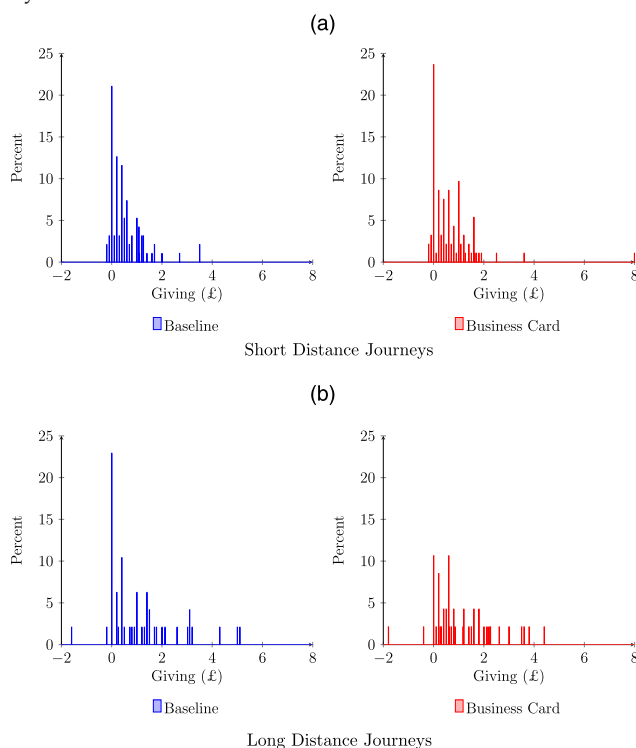 (a)
25
20
15
10
5
0
Percent
−2 0 2 4 6 8
Giving (£)
Baseline
25
20
15
10
5
0
Percent
−2 0 2 4 6 8
Giving (£)
Business Card
Short Distance Journeys
(b)
25
20
15
10
5
0
Percent
−2 0 2 4 6 8
Giving (£)
Baseline
25
20
15
10
5
0
Percent
−2 0 2 4 6 8
Giving (£)
Business Card
Long Distance Journeys